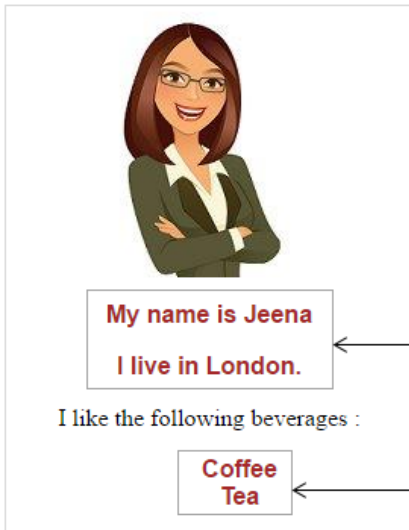 My name is Jeena
I live in London.
I like the following beverages :
Coffee
Tea